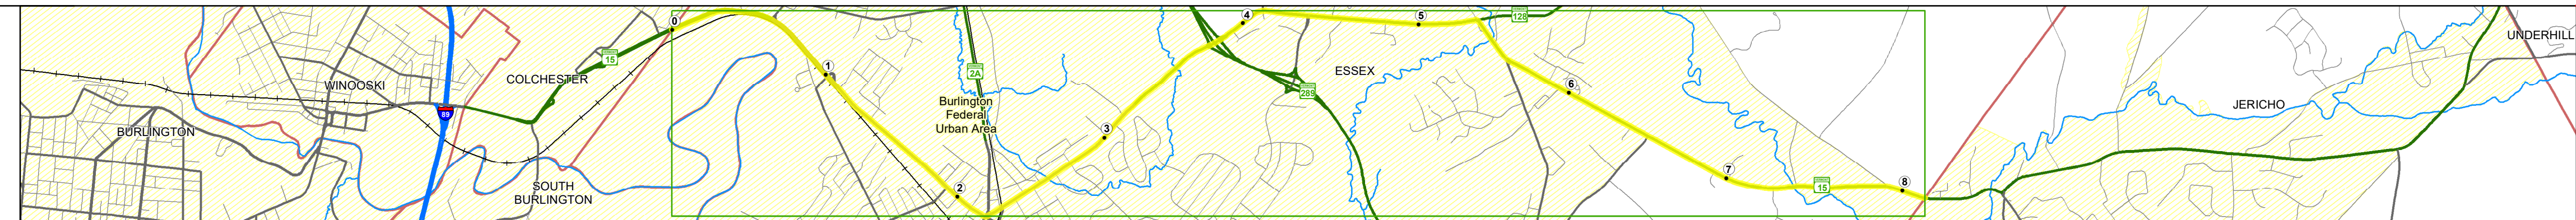 0
4
5
128
UNDERHILL
15
1
2A
WINOOSKI
COLCHESTER
ESSEX
6
289
89
Burlington
Federal
Urban Area
JERICHO
BURLINGTON
3
7
8
15
SOUTH
BURLINGTON
2